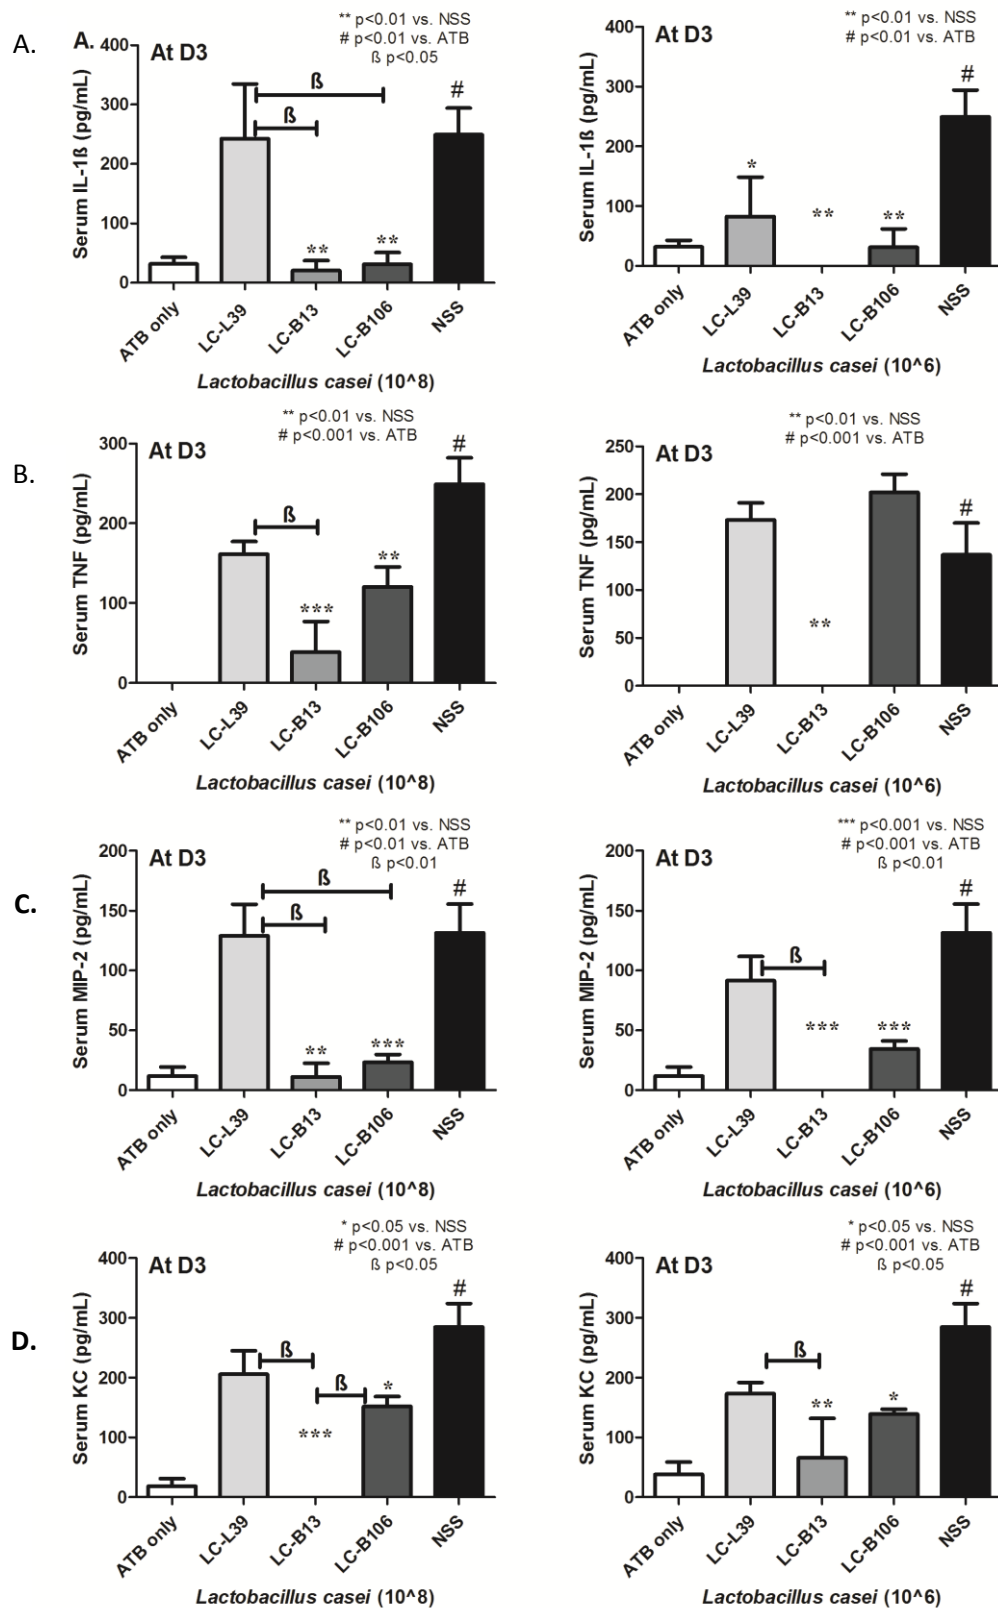 A.
A.
At D3
** p<0.01 vs. NSS
# p<0.01 vs. ATB
ß p<0.05
Serum IL-1ß (pg/mL)
400
300
200
100
0
ß
ß
**
**
#
ATB only
LC-L39
LC-B13
LC-B106
NSS
Lactobacillus casei (10^8)
At D3
** p<0.01 vs. NSS
# p<0.01 vs. ATB
Serum IL-1ß (pg/mL)
400
300
200
100
0
*
**
**
#
ATB only
LC-L39
LC-B13
LC-B106
NSS
Lactobacillus casei (10^6)
B.
At D3
** p<0.01 vs. NSS
# p<0.001 vs. ATB
Serum TNF (pg/mL)
300
200
100
0
ß
***
**
#
ATB only
LC-L39
LC-B13
LC-B106
NSS
Lactobacillus casei (10^8)
At D3
** p<0.01 vs. NSS
# p<0.001 vs. ATB
Serum TNF (pg/mL)
250
200
150
100
50
0
**
#
ATB only
LC-L39
LC-B13
LC-B106
NSS
Lactobacillus casei (10^6)
C.
At D3
** p<0.01 vs. NSS
# p<0.01 vs. ATB
ß p<0.01
Serum MIP-2 (pg/mL)
200
150
100
50
0
ß
ß
**
***
#
ATB only
LC-L39
LC-B13
LC-B106
NSS
Lactobacillus casei (10^8)
At D3
*** p<0.001 vs. NSS
# p<0.001 vs. ATB
ß p<0.01
Serum MIP-2 (pg/mL)
200
150
100
50
0
ß
***
***
#
ATB only
LC-L39
LC-B13
LC-B106
NSS
Lactobacillus casei (10^6)
D.
At D3
* p<0.05 vs. NSS
# p<0.001 vs. ATB
ß p<0.05
Serum KC (pg/mL)
400
300
200
100
0
ß
ß
***
*
#
ATB only
LC-L39
LC-B13
LC-B106
NSS
Lactobacillus casei (10^8)
At D3
* p<0.05 vs. NSS
# p<0.001 vs. ATB
ß p<0.05
Serum KC (pg/mL)
400
300
200
100
0
ß
**
*
#
ATB only
LC-L39
LC-B13
LC-B106
NSS
Lactobacillus casei (10^6)